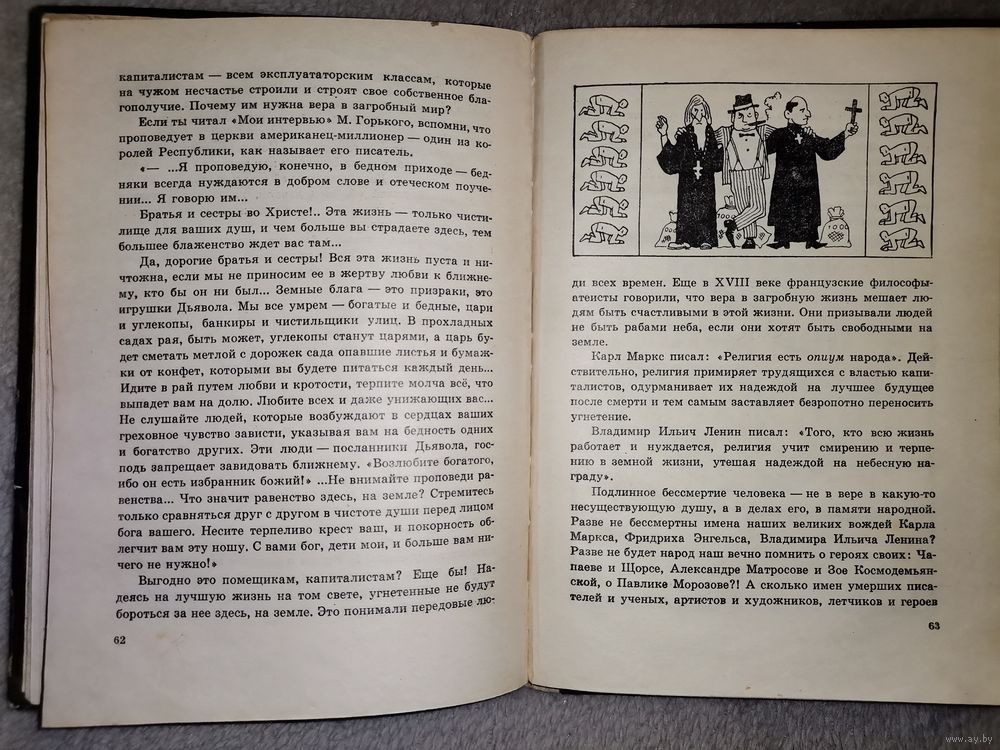 капиталистам — всем эксплуататорским классам, которые
на чужом несчастье строили и строят свое собственное бла-
гополучие. Почему им нужна вера в загробный мир?
Если ты читал «Мои интервью» М. Горького, вспомни, что
проповедует в церкви американец-миллионер — один из ко-
ролей Республики, как называет его писатель.
«— ...Я проповедую, конечно, в бедном приходе — бед-
няки всегда нуждаются в добром слове и отеческом поуче-
нии... Я говорю им...
Братья и сестры во Христе!.. Эта жизнь — только чисти-
лище для ваших душ, и чем больше вы страдаете здесь, тем
большее блаженство ждет вас там...
Да, дорогие братья и сестры! Вся эта жизнь пуста и ни-
чтожна, если мы не приносим ее в жертву любви к ближне-
му, кто бы он ни был... Земные блага — это призраки, это
игрушки Дьявола. Мы все умрем — богатые и бедные, цари
и углекопы, банкиры и чистильщики улиц. В прохладных
садах рая, быть может, углекопы станут царями, а царь бу-
дет сметать метлой с дорожек сада опавшие листья и бумаж-
ки от конфет, которыми вы будете питаться каждый день...
Идите в рай путем любви и кротости, терпите молча всё, что
выпадет вам на долю. Любите всех и даже унижающих вас...
Не слушайте людей, которые возбуждают в сердцах ваших
греховное чувство зависти, указывая вам на бедность одних
и богатство других. Эти люди — посланники Дьявола, гос-
подь запрещает завидовать ближнему. «Возлюбите богатого,
ибо он есть избранник божий!» ...Не внимайте проповеди ра-
венства... Что значит равенство здесь, на земле? Стремитесь
только сравняться друг с другом в чистоте души перед лицом
бога вашего. Несите терпеливо крест ваш, и покорность об-
легчит вам эту ношу. С вами бог, дети мои, и больше вам ни-
чего не нужно!»
Выгодно это помещикам, капиталистам? Еще бы! На-
деясь на лучшую жизнь на том свете, угнетенные не будут
бороться за нее здесь, на земле. Это понимали передовые лю-
62
100
100
ди всех времен. Еще в XVIII веке французские философы-
атеисты говорили, что вера в загробную жизнь мешает лю-
дям быть счастливыми в этой жизни. Они призывали людей
не быть рабами неба, если они хотят быть свободными на
земле.
Карл Маркс писал: «Религия есть опиум народа». Дей-
ствительно, религия примиряет трудящихся с властью капи-
талистов, одурманивает их надеждой на лучшее будущее
после смерти и тем самым заставляет безропотно переносить
угнетение.
Владимир Ильич Ленин писал: «Того, кто всю жизнь
работает и нуждается, религия учит смирению и терпе-
нию в земной жизни, утешая надеждой на небесную на-
граду».
Подлинное бессмертие человека — не в вере в какую-то
несуществующую душу, а в делах его, в памяти народной.
Разве не бессмертны имена наших великих вождей Карла
Маркса, Фридриха Энгельса, Владимира Ильича Ленина?
Разве не будет народ наш вечно помнить о героях своих: Ча-
паеве и Щорсе, Александре Матросове и Зое Космодемьян-
ской, о Павлике Морозове?! А сколько имен умерших писа-
телей и ученых, артистов и художников, летчиков и героев
63
www.ay.by